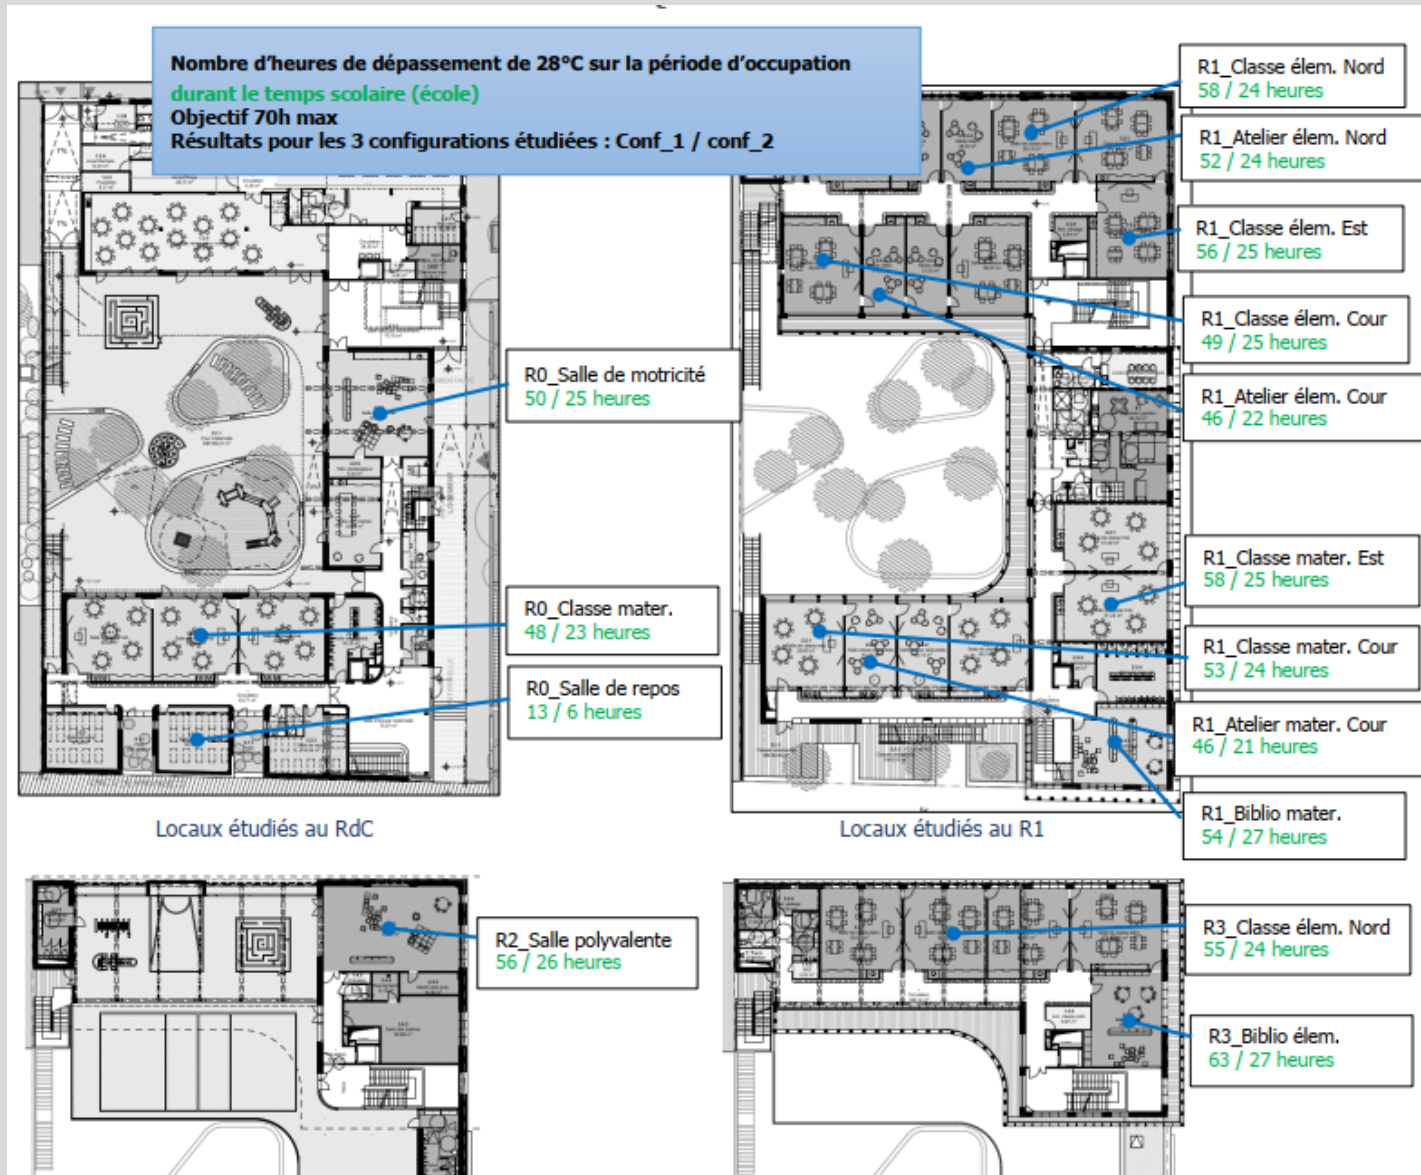 Nombre d'heures de dépassement de 28°C sur la période d'occupation
durant le temps scolaire (école)
Objectif 70h max
Résultats pour les 3 configurations étudiées : Conf_1 / conf_2
R1_Classe élem. Nord
58 / 24 heures
R1_Atelier élem. Nord
52 / 24 heures
R1_Classe élem. Est
56 / 25 heures
R1_Classe élem. Cour
49 / 25 heures
R0_Salle de motricité
50 / 25 heures
R1_Atelier élem. Cour
46 / 22 heures
R1_Classe mater. Est
58 / 25 heures
R0_Classe mater.
48 / 23 heures
R1_Classe mater. Cour
53 / 24 heures
R0_Salle de repos
13 / 6 heures
R1_Atelier mater. Cour
46 / 21 heures
R1_Biblio mater.
54 / 27 heures
Locaux étudiés au RdC
Locaux étudiés au R1
R2_Salle polyvalente
56 / 26 heures
R3_Classe élem. Nord
55 / 24 heures
R3_Biblio élem.
63 / 27 heures